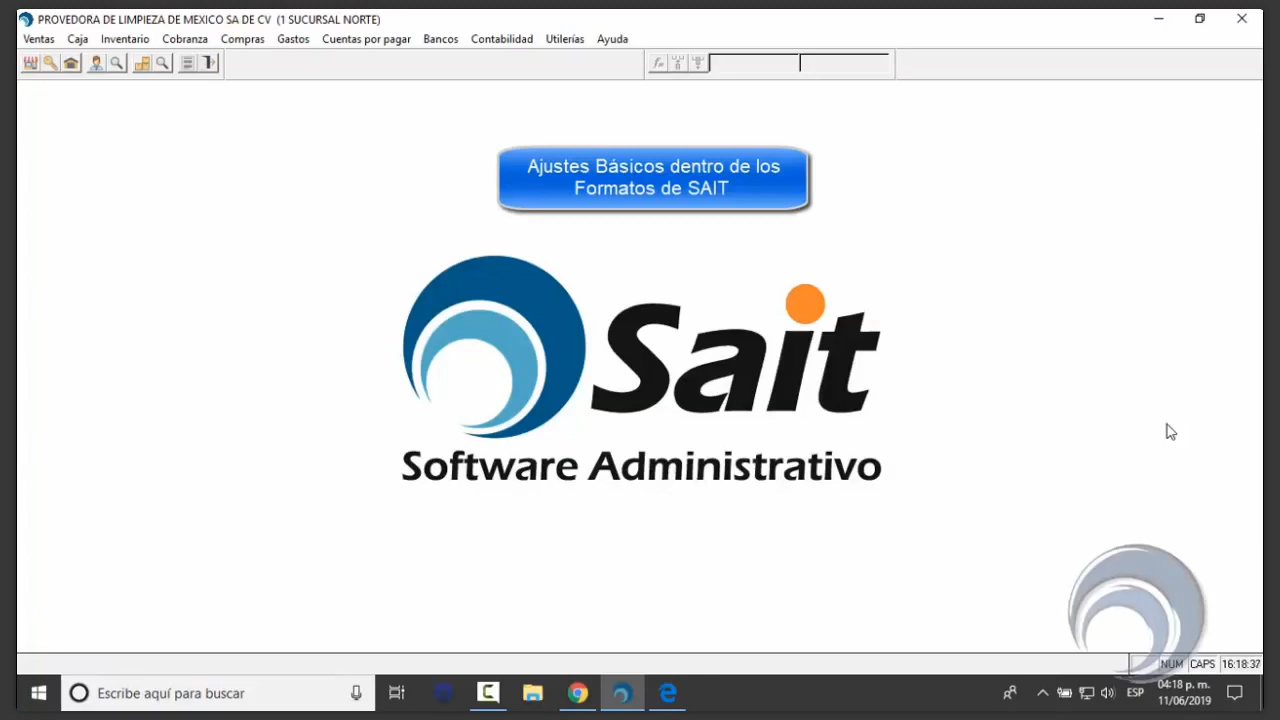 PROVEDORA DE LIMPIEZA DE MEXICO SA DE CV (1 SUCURSAL NORTE)
Ventas Caja Inventario Cobranza Compras Gastos Cuentas por pagar Bancos Contabilidad Utilerías Ayuda
Ajustes Básicos dentro de los
Formatos de SAIT
Sait
Software Administrativo
NUM CAPS 16:18:37
Escribe aquí para buscar
ESP
04:18 p. m.
11/06/2019